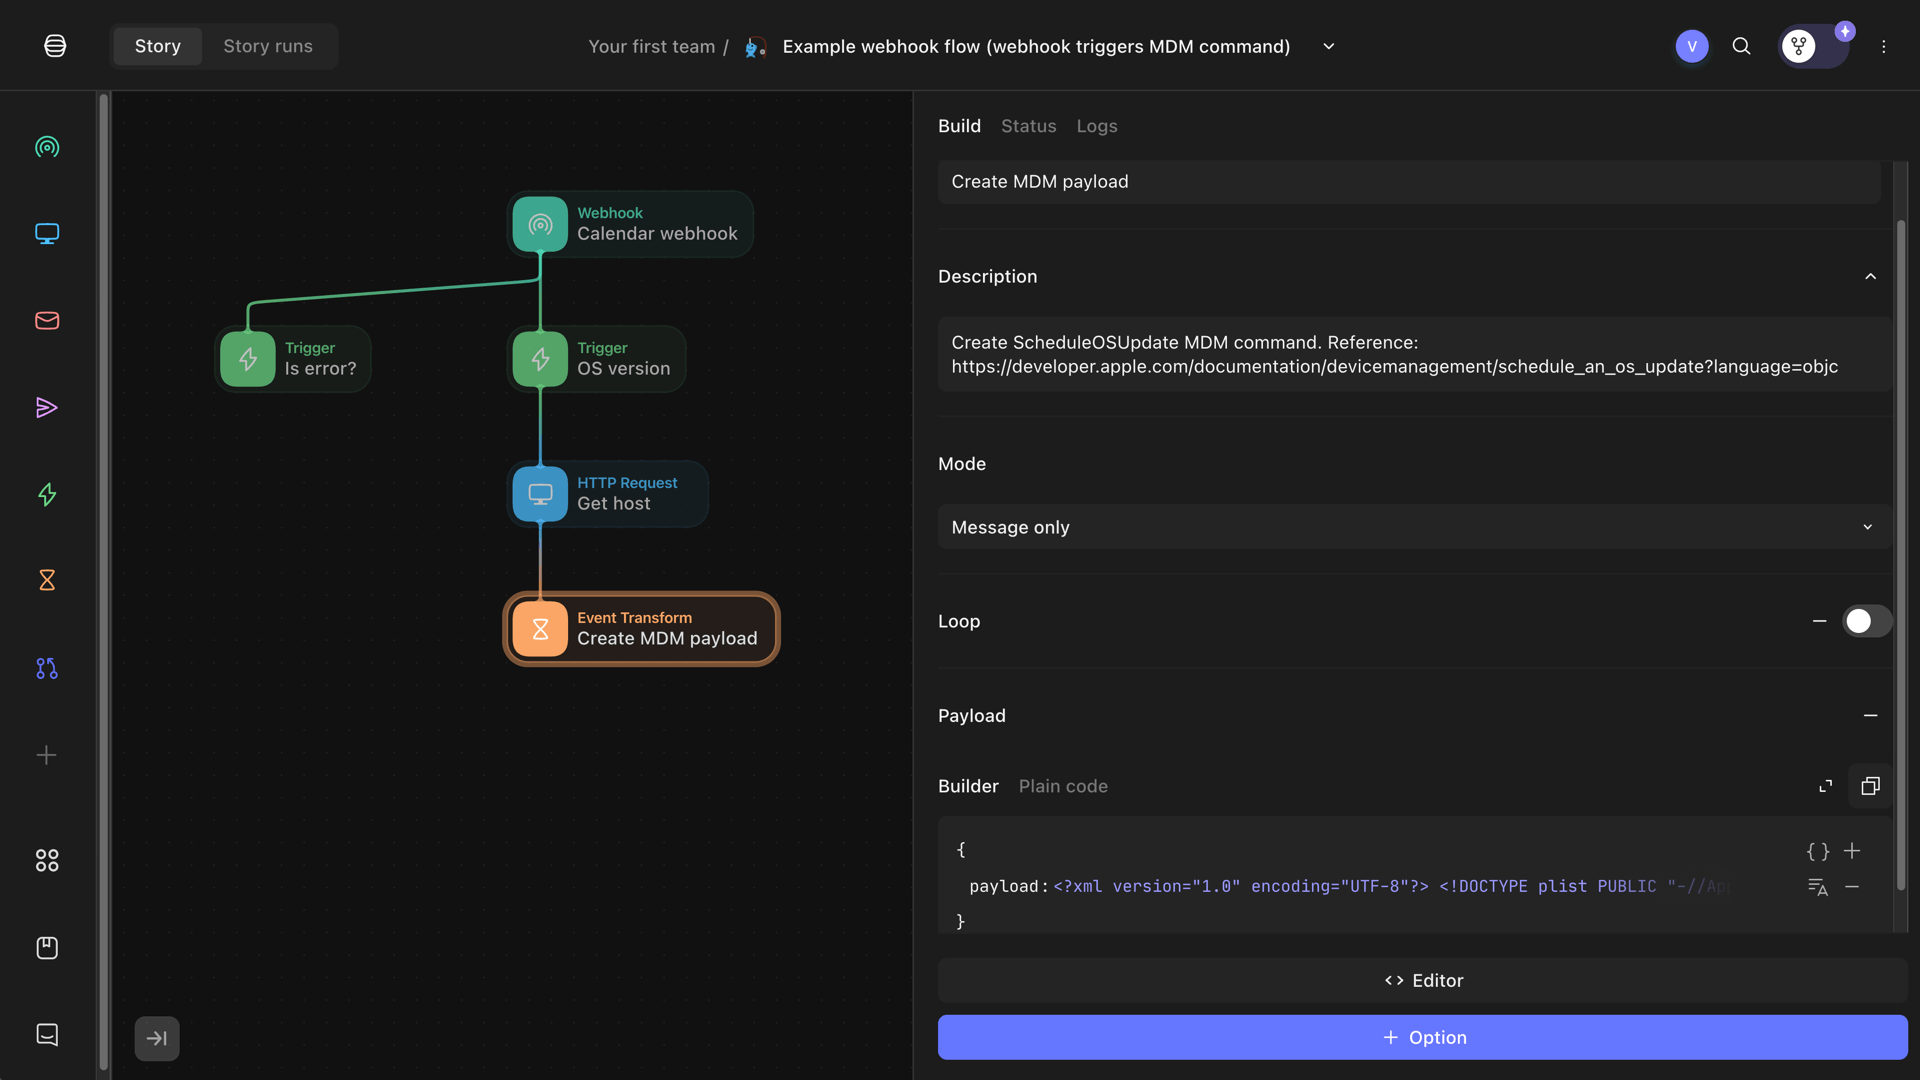 Story
Story runs
Your first team /
Example webhook flow (webhook triggers MDM command)
V
Build
Status
Logs
Create MDM payload
Description
Create ScheduleOSUpdate MDM command. Reference:
https://developer.apple.com/documentation/devicemanagement/schedule_an_os_update?language=objc
Mode
Message only
Loop
Payload
Builder
Plain code
{
payload: <?xml version="1.0" encoding="UTF-8"?> <!DOCTYPE plist PUBLIC "-//App
}
Editor
Option
Webhook
Calendar webhook
Trigger
Is error?
Trigger
OS version
HTTP Request
Get host
Event Transform
Create MDM payload